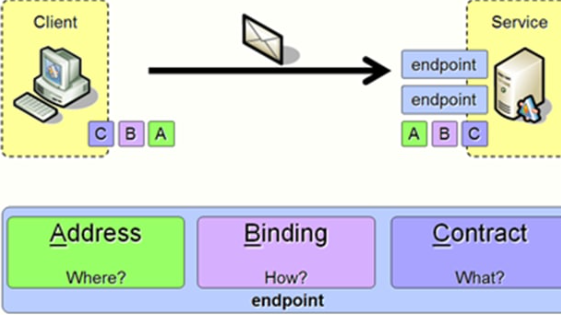 Client
Service
endpoint
endpoint
C B A
A B C
Address
Binding
Contract
Where?
How?
What?
endpoint